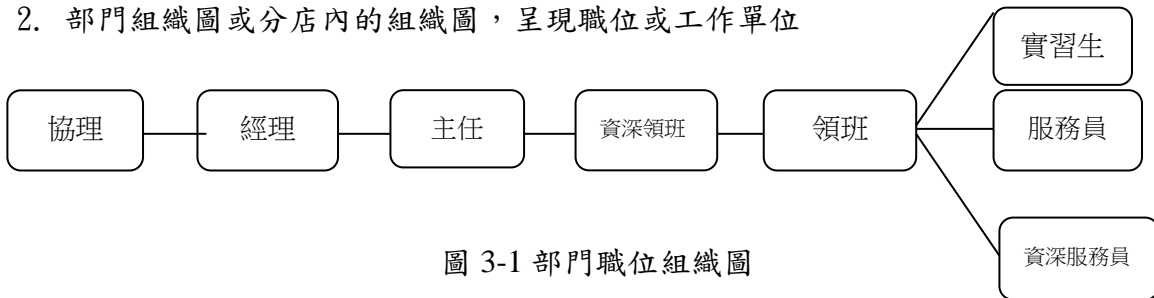 2. 部門組織圖或分店內的組織圖，呈現職位或工作單位
實習生
協理
經理
主任
資深領班
領班
服務員
資深服務員
圖 3-1 部門職位組織圖